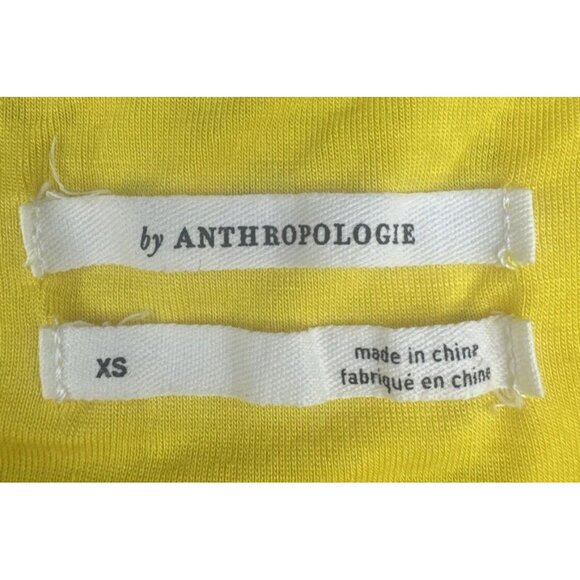 by ANTHROPOLOGIE
XS
made in china
fabriqué en chine